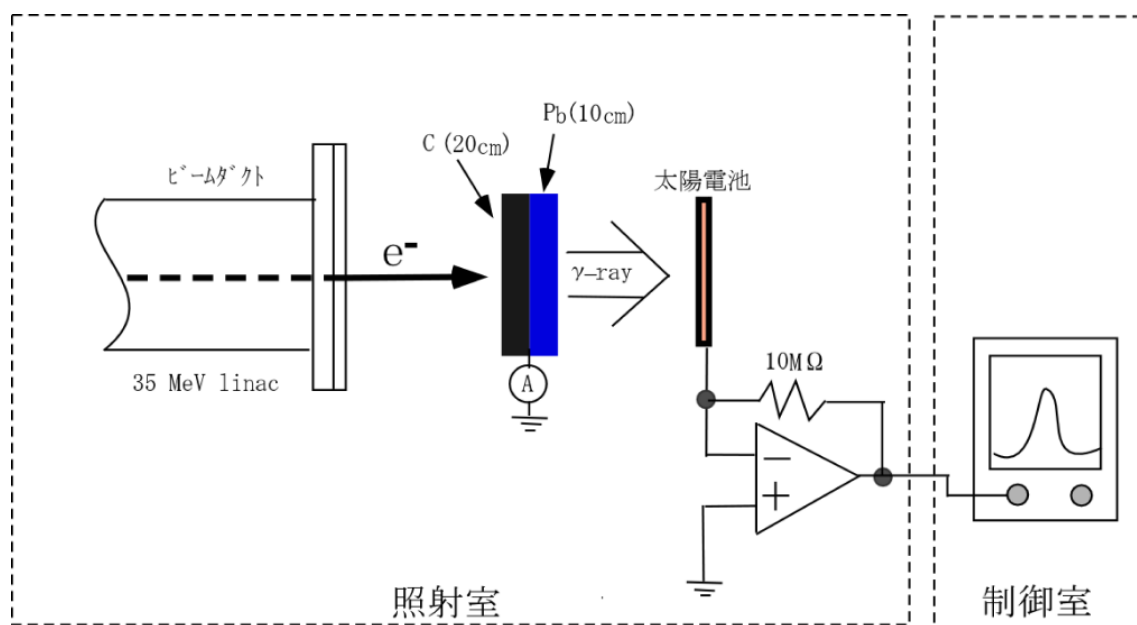 Pb(10cm)
C (20cm)
ﾋﾞｰﾑﾀﾞｸﾄ
太陽電池
e-
γ-ray
35 MeV linac
A
10MΩ
−
+
照射室
制御室